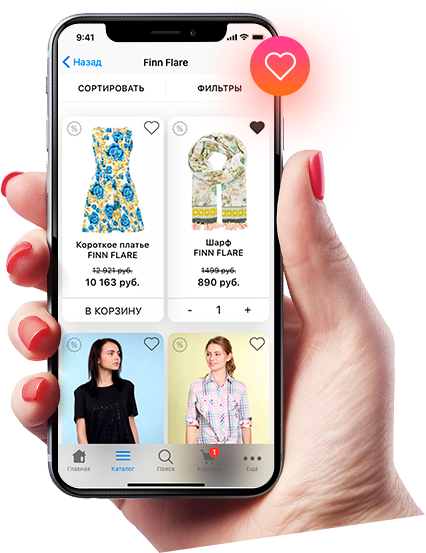 9:41
Назад
Finn Flare
СОРТИРОВАТЬ
ФИЛЬТРЫ
%
%
Короткое платье
FINN FLARE
12 921 руб.
10 163 руб.
В КОРЗИНУ
Шарф
FINN FLARE
1499 руб.
890 руб.
- 1 +
%
%
Главная
Каталог
Поиск
1
Корзина
Еще